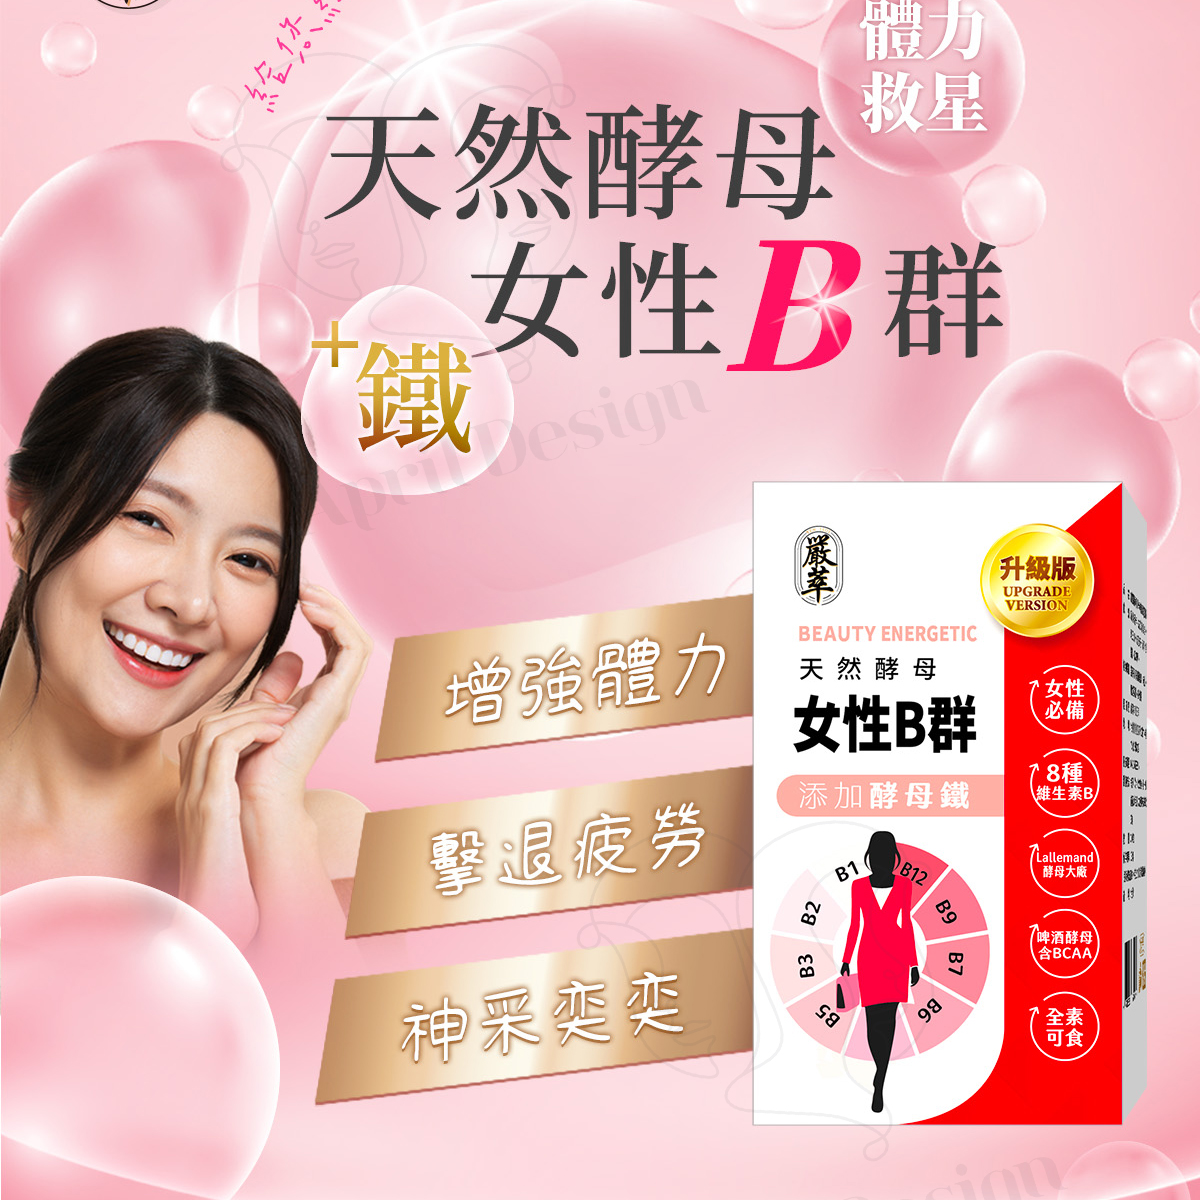 給您
體力
救星
天然酵母
女性B群
+鐵
April Design
增強體力
擊退疲勞
神采奕奕
嚴萃
升級版
UPGRADE
VERSION
BEAUTY ENERGETIC
天然酵母
女性B群
添加酵母鐵
B1
B12
B2
B9
B3
B7
B5
B6
女性
必備
8種
維生素B
Lallemand
酵母大廠
啤酒酵母
含BCAA
全素
可食